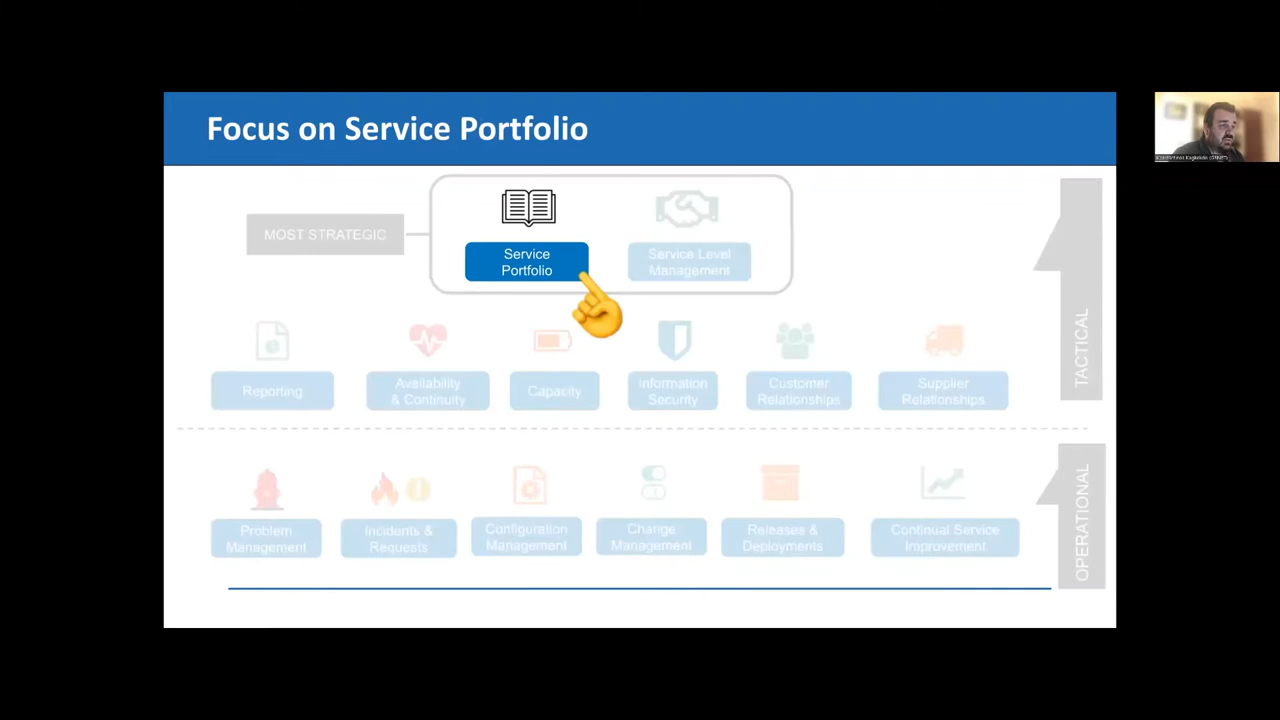 Focus on Service Portfolio
MOST STRATEGIC
Service
Portfolio
Service Level
Management
TACTICAL
Reporting
Availability
& Continuity
Capacity
Information
Security
Customer
Relationships
Supplier
Relationships
OPERATIONAL
Problem
Management
Incidents &
Requests
Configuration
Management
Change
Management
Releases &
Deployments
Continual Service
Improvement